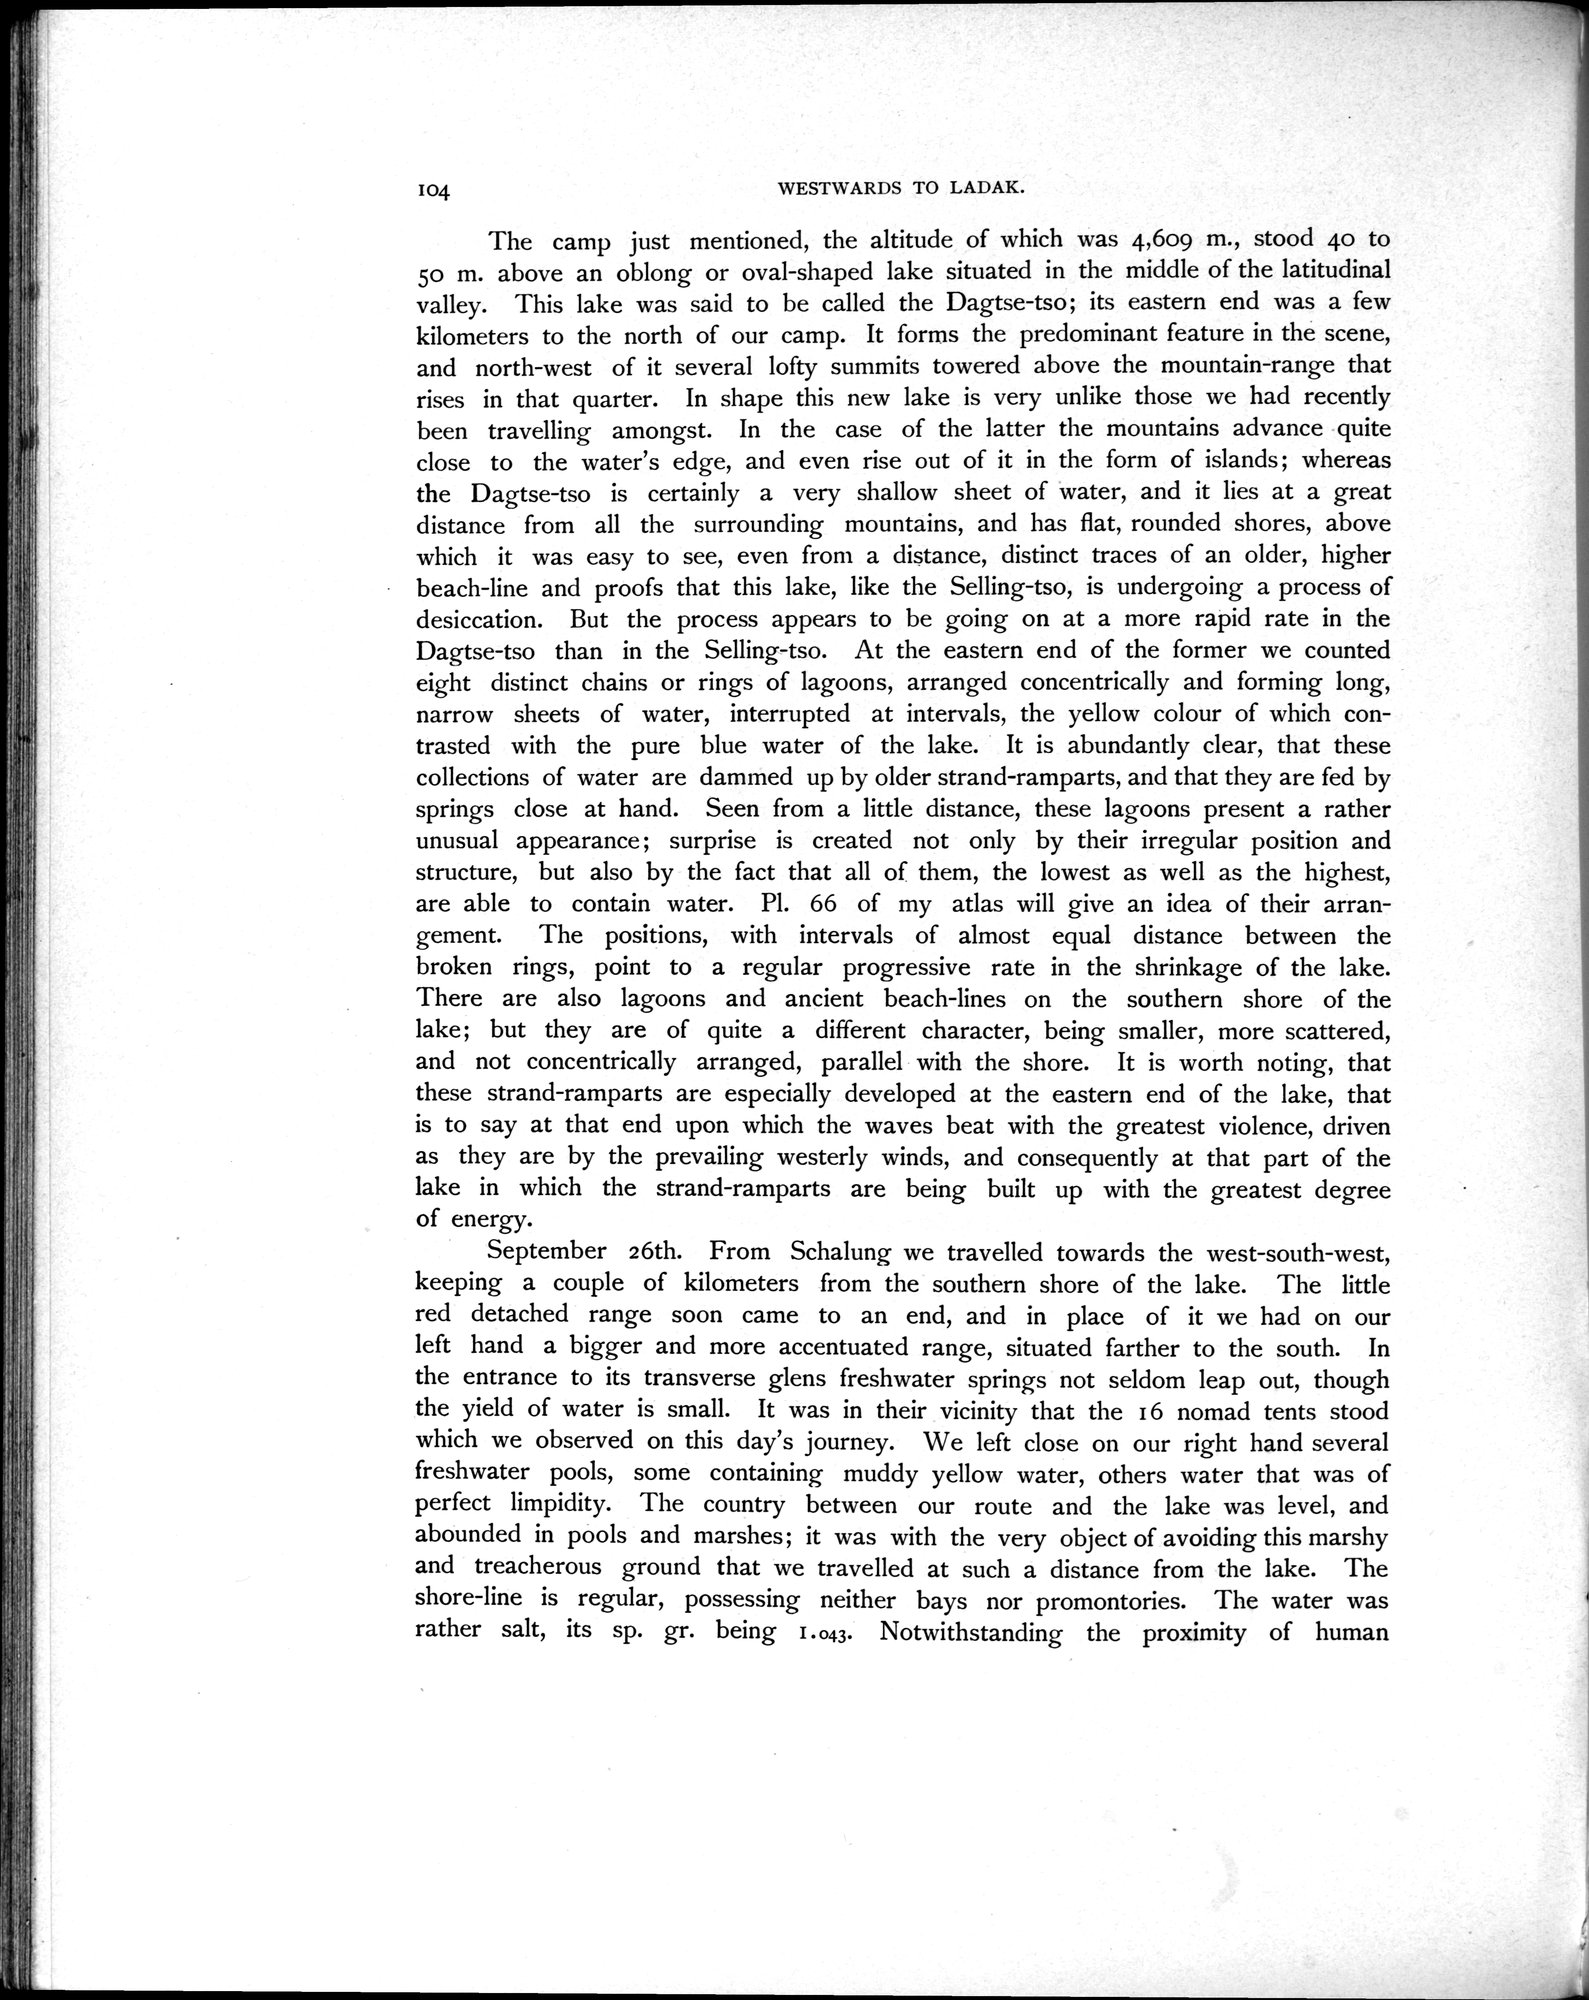 104 WESTWARDS TO LADAK.
The camp just mentioned, the altitude of which was 4,609 m., stood 40 to
50 m. above an oblong or oval-shaped lake situated in the middle of the latitudinal
valley. This lake was said to be called the Dagtse-tso; its eastern end was a few
kilometers to the north of our camp. It forms the predominant feature in the scene,
and north-west of it several lofty summits towered above the mountain-range that
rises in that quarter. In shape this new lake is very unlike those we had recently
been travelling amongst. In the case of the latter the mountains advance quite
close to the water's edge, and even rise out of it in the form of islands; whereas
the Dagtse-tso is certainly a very shallow sheet of water, and it lies at a great
distance from all the surrounding mountains, and has flat, rounded shores, above
which it was easy to see, even from a distance, distinct traces of an older, higher
beach-line and proofs that this lake, like the Selling-tso, is undergoing a process of
desiccation. But the process appears to be going on at a more rapid rate in the
Dagtse-tso than in the Selling-tso. At the eastern end of the former we counted
eight distinct chains or rings of lagoons, arranged concentrically and forming long,
narrow sheets of water, interrupted at intervals, the yellow colour of which con-
trasted with the pure blue water of the lake. It is abundantly clear, that these
collections of water are dammed up by older strand-ramparts, and that they are fed by
springs close at hand. Seen from a little distance, these lagoons present a rather
unusual appearance; surprise is created not only by their irregular position and
structure, but also by the fact that all of them, the lowest as well as the highest,
are able to contain water. Pl. 66 of my atlas will give an idea of their arran-
gement. The positions, with intervals of almost equal distance between the
broken rings, point to a regular progressive rate in the shrinkage of the lake.
There are also lagoons and ancient beach-lines on the southern shore of the
lake; but they are of quite a different character, being smaller, more scattered,
and not concentrically arranged, parallel with the shore. It is worth noting, that
these strand-ramparts are especially developed at the eastern end of the lake, that
is to say at that end upon which the waves beat with the greatest violence, driven
as they are by the prevailing westerly winds, and consequently at that part of the
lake in which the strand-ramparts are being built up with the greatest degree
of energy.
September 26th. From Schalung we travelled towards the west-south-west,
keeping a couple of kilometers from the southern shore of the lake. The little
red detached range soon came to an end, and in place of it we had on our
left hand a bigger and more accentuated range, situated farther to the south. In
the entrance to its transverse glens freshwater springs not seldom leap out, though
the yield of water is small. It was in their vicinity that the 16 nomad tents stood
which we observed on this day's journey. We left close on our right hand several
freshwater pools, some containing muddy yellow water, others water that was of
perfect limpidity. The country between our route and the lake was level, and
abounded in pools and marshes; it was with the very object of avoiding this marshy
and treacherous ground that we travelled at such a distance from the lake. The
shore-line is regular, possessing neither bays nor promontories. The water was
rather salt, its sp. gr. being 1.043. Notwithstanding the proximity of human